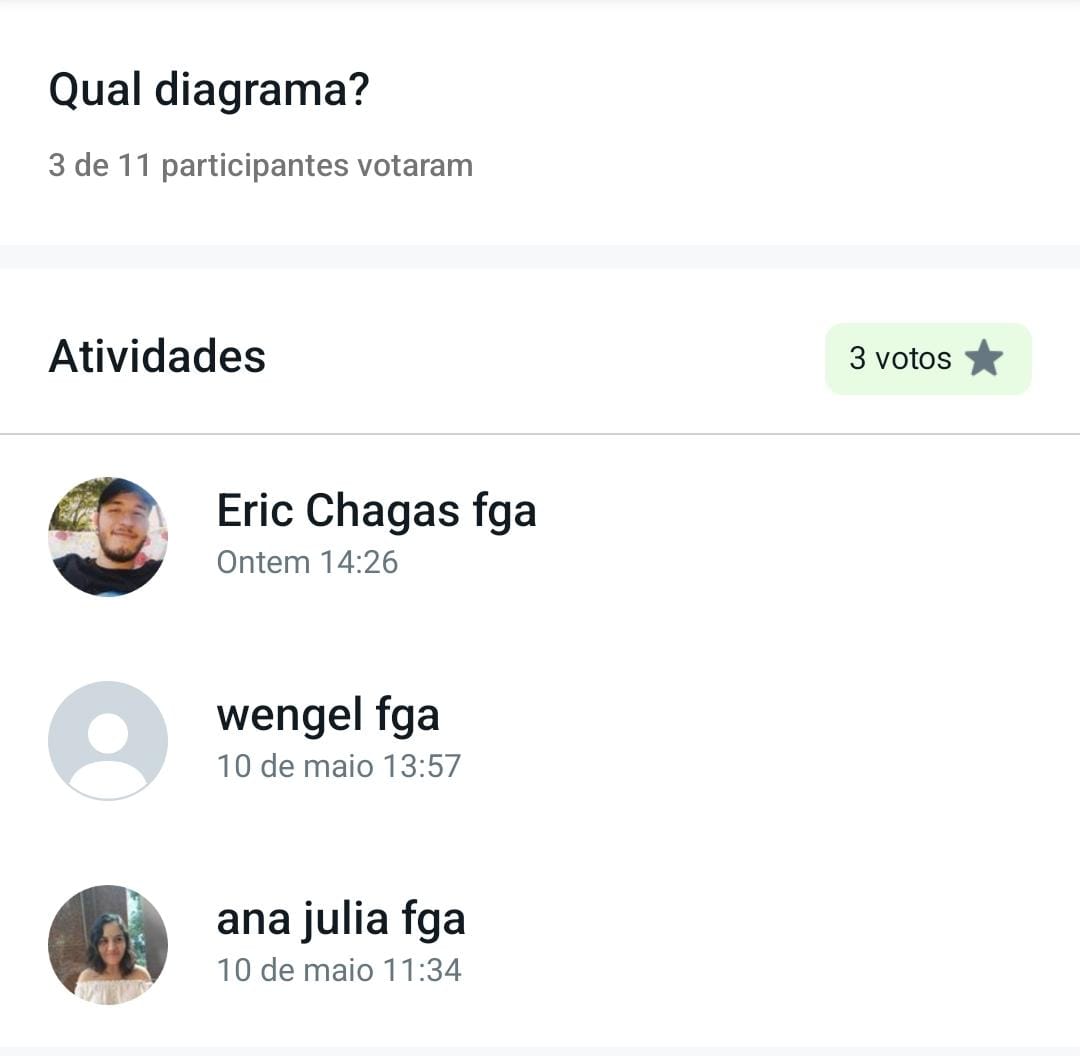 Qual diagrama?
3 de 11 participantes votaram
Atividades
3 votos
Eric Chagas fga
Ontem 14:26
wengel fga
10 de maio 13:57
ana julia fga
10 de maio 11:34